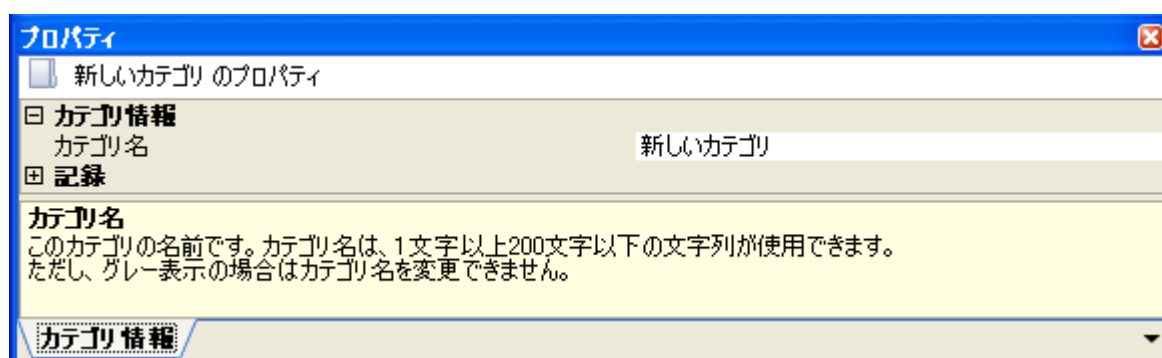 プロパティ
新しいカテゴリ のプロパティ
カテゴリ情報
カテゴリ名 新しいカテゴリ
記録
カテゴリ名
このカテゴリの名前です。カテゴリ名は、1文字以上200文字以下の文字列が使用できます。
ただし、グレー表示の場合はカテゴリ名を変更できません。
カテゴリ情報